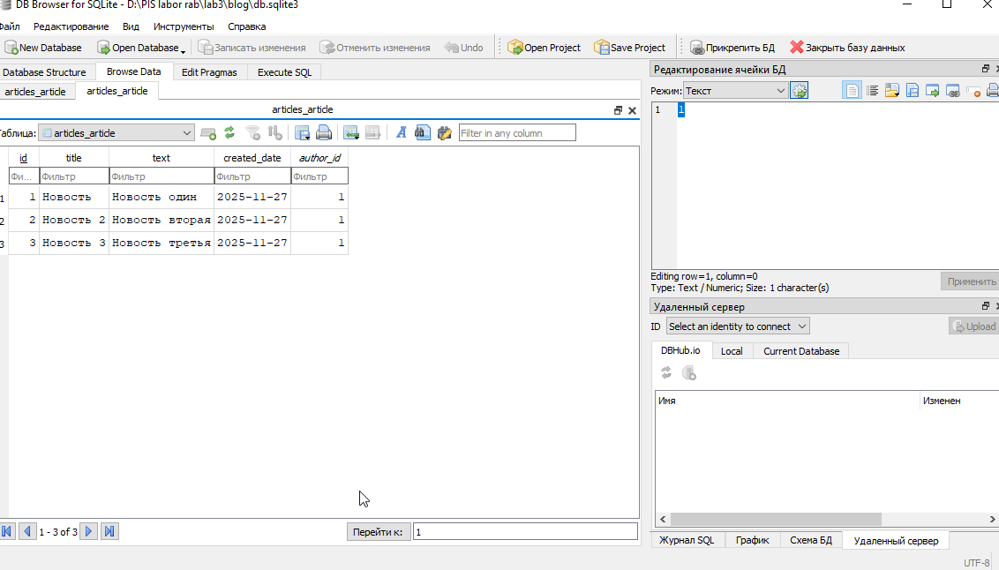 DB Browser for SQLite - D:\PIS labor rab\lab3\blog\db.sqlite3
Файл Редактирование Вид Инструменты Справка
New Database Open Database Записать изменения Отменить изменения Undo Open Project Save Project Прикрепить БД Закрыть базу данных
Database Structure Browse Data Edit Pragmas Execute SQL
articles_article articles_article
articles_article
Таблица: articles_article Filter in any column
id title text created_date author_id
Фи... Фильтр Фильтр Фильтр Фильтр
1 1 Новость Новость один 2025-11-27 1
2 2 Новость 2 Новость вторая 2025-11-27 1
3 3 Новость 3 Новость третья 2025-11-27 1
1 - 3 of 3 Перейти к: 1
Редактирование ячейки БД
Режим: Текст
1 1
Editing row=1, column=0
Type: Text / Numeric; Size: 1 character(s)
Применить
Удаленный сервер
ID Select an identity to connect Upload
DBHub.io Local Current Database
Имя Изменен
Журнал SQL График Схема БД Удаленный сервер
UTF-8